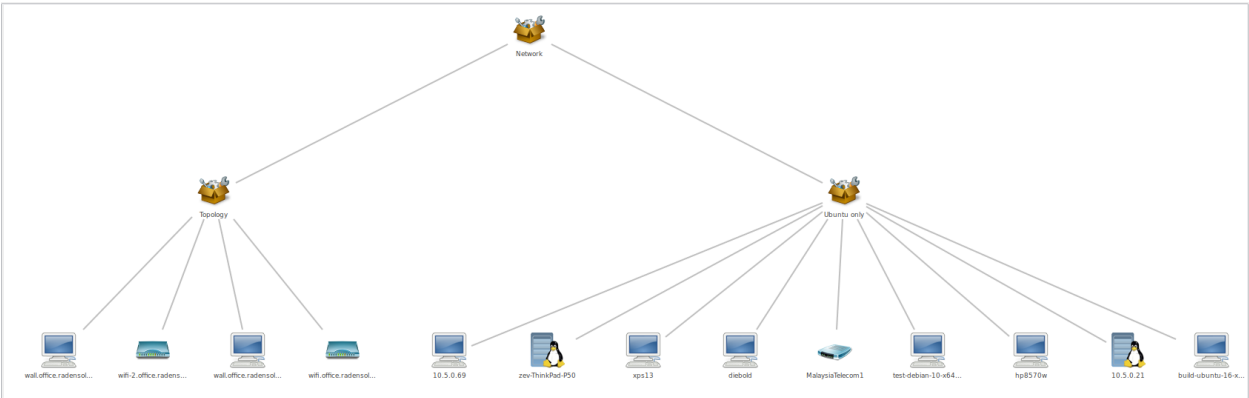 Network
Topology
Ubuntu only
wall.office.radensol...
wifi-2.office.radens...
wall.office.radensol...
wifi.office.radensol...
10.5.0.69
zev-ThinkPad-P50
xps13
diebold
MalaysiaTelecom1
test-debian-10-x64...
hp8570w
10.5.0.21
build-ubuntu-16-x...